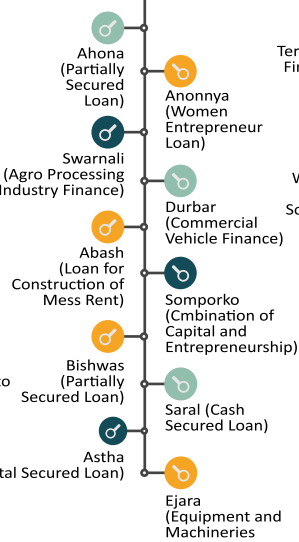 Ahona
(Partially
Secured
Loan)
Anonnya
(Women
Entrepreneur
Loan)
Swarnali
(Agro Processing
Industry Finance)
Durbar
(Commercial
Vehicle Finance)
Abash
(Loan for
Construction of
Mess Rent)
Somporko
(Cmbination of
Capital and
Entrepreneurship)
Bishwas
(Partially
Secured Loan)
Saral (Cash
Secured Loan)
Astha
Secured Loan)
Ejara
(Equipment and
Machineries